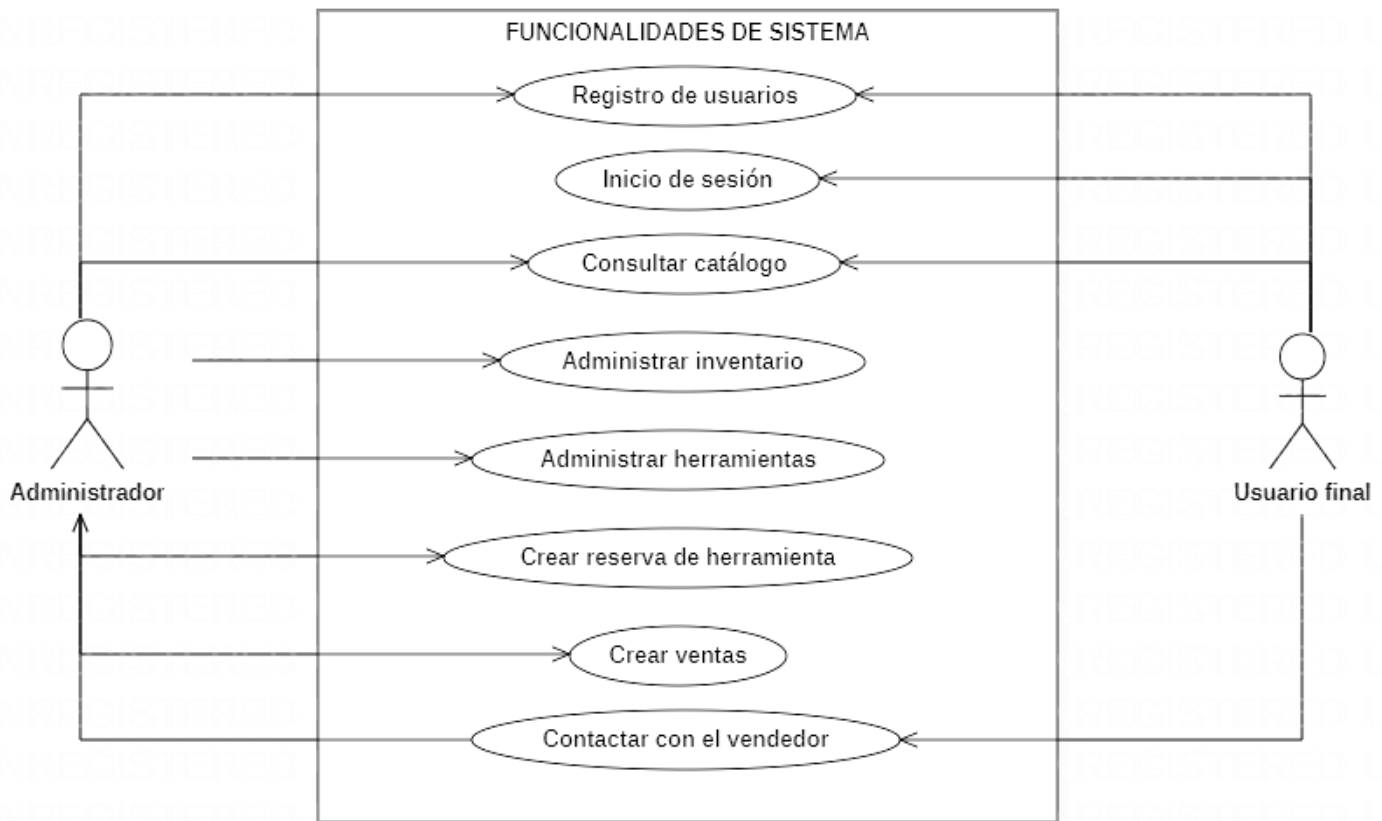 FUNCIONALIDADES DE SISTEMA
Registro de usuarios
Inicio de sesión
Consultar catálogo
Administrar inventario
Administrar herramientas
Administrador
Usuario final
Crear reserva de herramienta
Crear ventas
Contactar con el vendedor